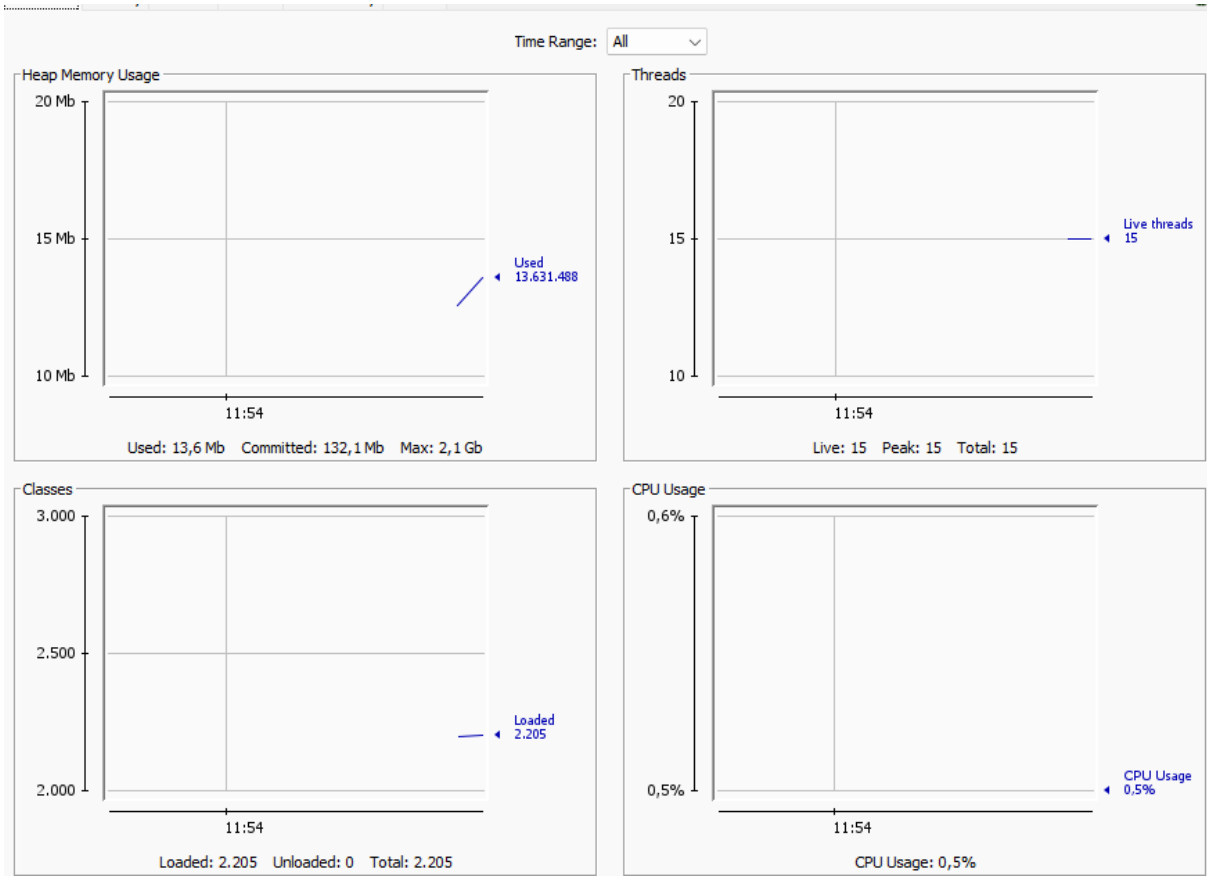 Time Range: All
Heap Memory Usage
20 Mb
15 Mb
10 Mb
Used
13.631.488
11:54
Used: 13,6 Mb Committed: 132,1 Mb Max: 2,1 Gb
Threads
20
15
10
Live threads
15
11:54
Live: 15 Peak: 15 Total: 15
Classes
3.000
2.500
2.000
Loaded
2.205
11:54
Loaded: 2.205 Unloaded: 0 Total: 2.205
CPU Usage
0,6%
0,5%
CPU Usage
0,5%
11:54
CPU Usage: 0,5%